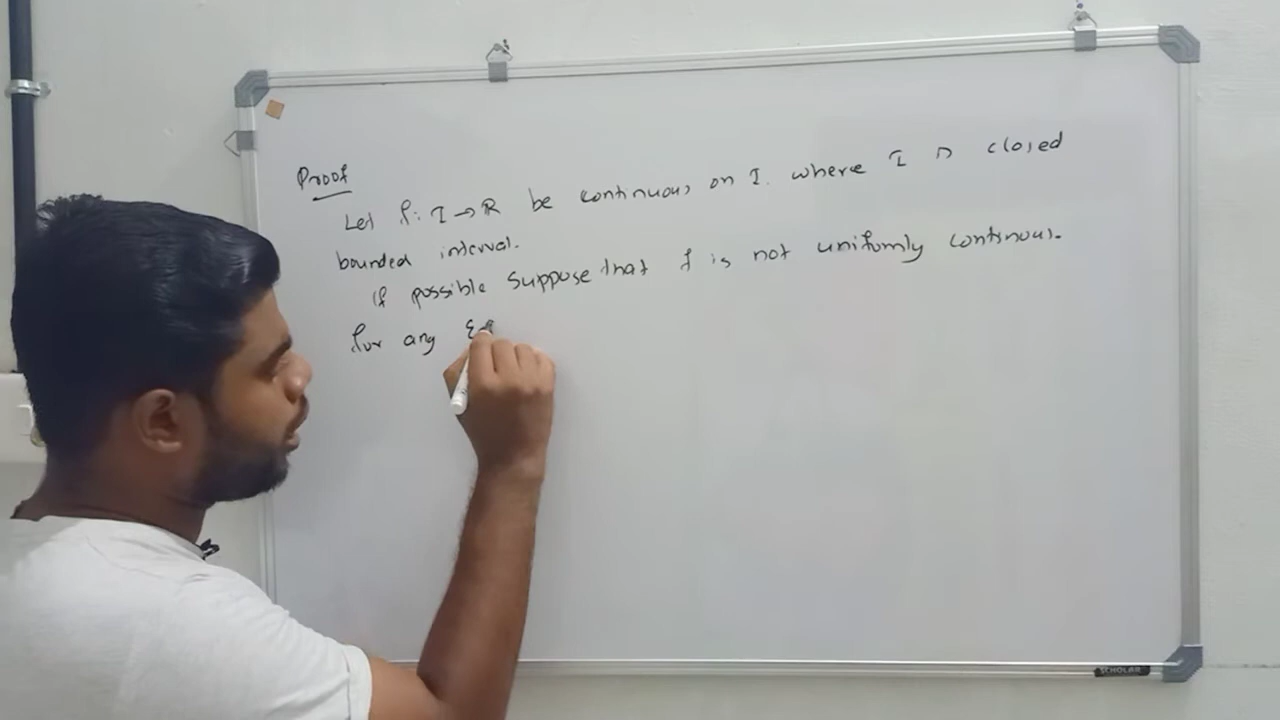 Proof
Let f: I → R be continuous on I. where I is closed
bounded interval.
if possible suppose that f is not uniformly continuous.
for any ε
SCHOLAR